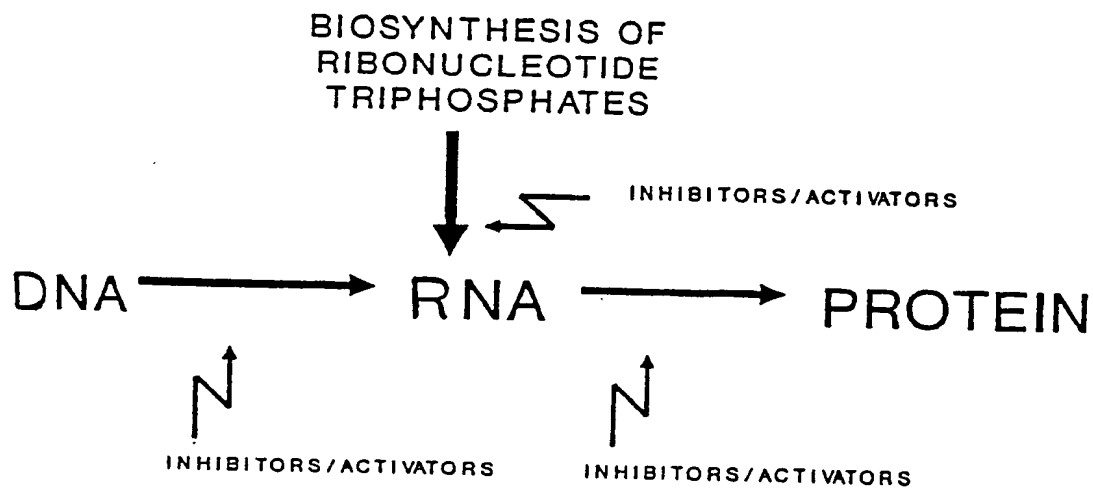 BIOSYNTHESIS OF
RIBONUCLEOTIDE
TRIPHOSPHATES
INHIBITORS/ACTIVATORS
DNA
RNA
PROTEIN
INHIBITORS/ACTIVATORS
INHIBITORS/ACTIVATORS